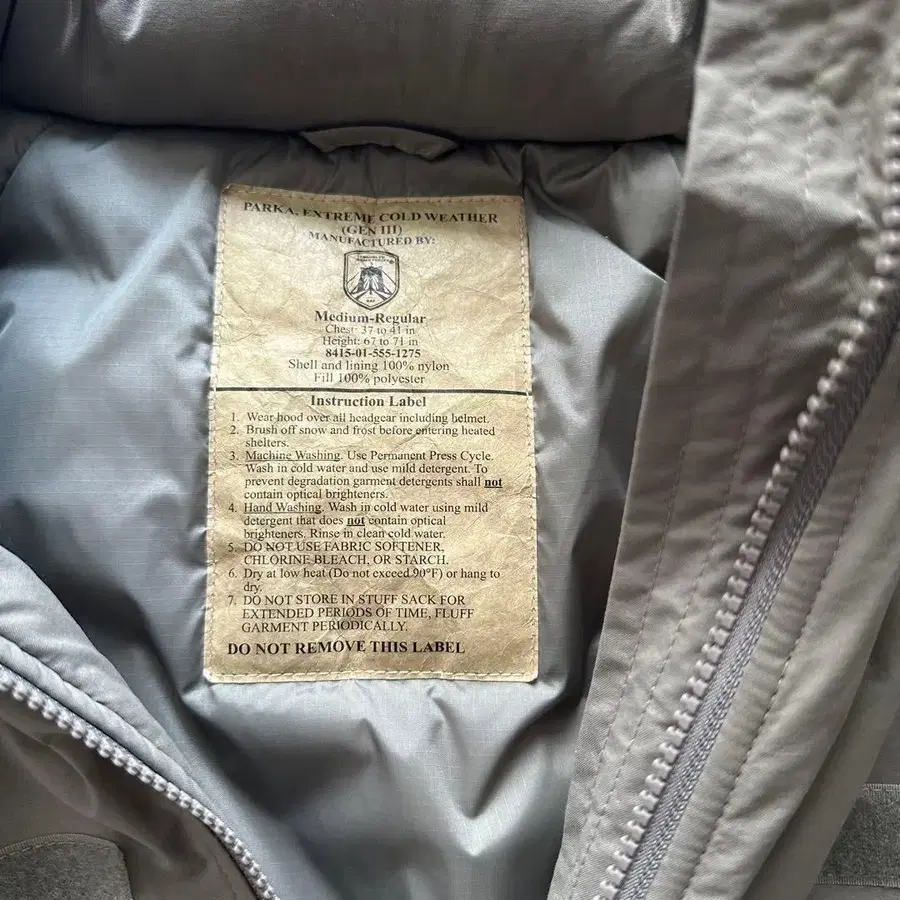 PARKA, EXTREME COLD WEATHER
(GEN III)
MANUFACTURED BY:
Medium-Regular
Chest: 37 to 41 in
Height: 67 to 71 in
8415-01-555-1275
Shell and lining 100% nylon
Fill 100% polyester
Instruction Label
1. Wear hood over all headgear including helmet.
2. Brush off snow and frost before entering heated
shelters.
3. Machine Washing. Use Permanent Press Cycle.
Wash in cold water and use mild detergent. To
prevent degradation garment detergents shall not
contain optical brighteners.
4. Hand Washing. Wash in cold water using mild
detergent that does not contain optical
brighteners. Rinse in clean cold water.
5. DO NOT USE FABRIC SOFTENER,
CHLORINE BLEACH, OR STARCH.
6. Dry at low heat (Do not exceed 90°F) or hang to
dry.
7. DO NOT STORE IN STUFF SACK FOR
EXTENDED PERIODS OF TIME, FLUFF
GARMENT PERIODICALLY.
DO NOT REMOVE THIS LABEL